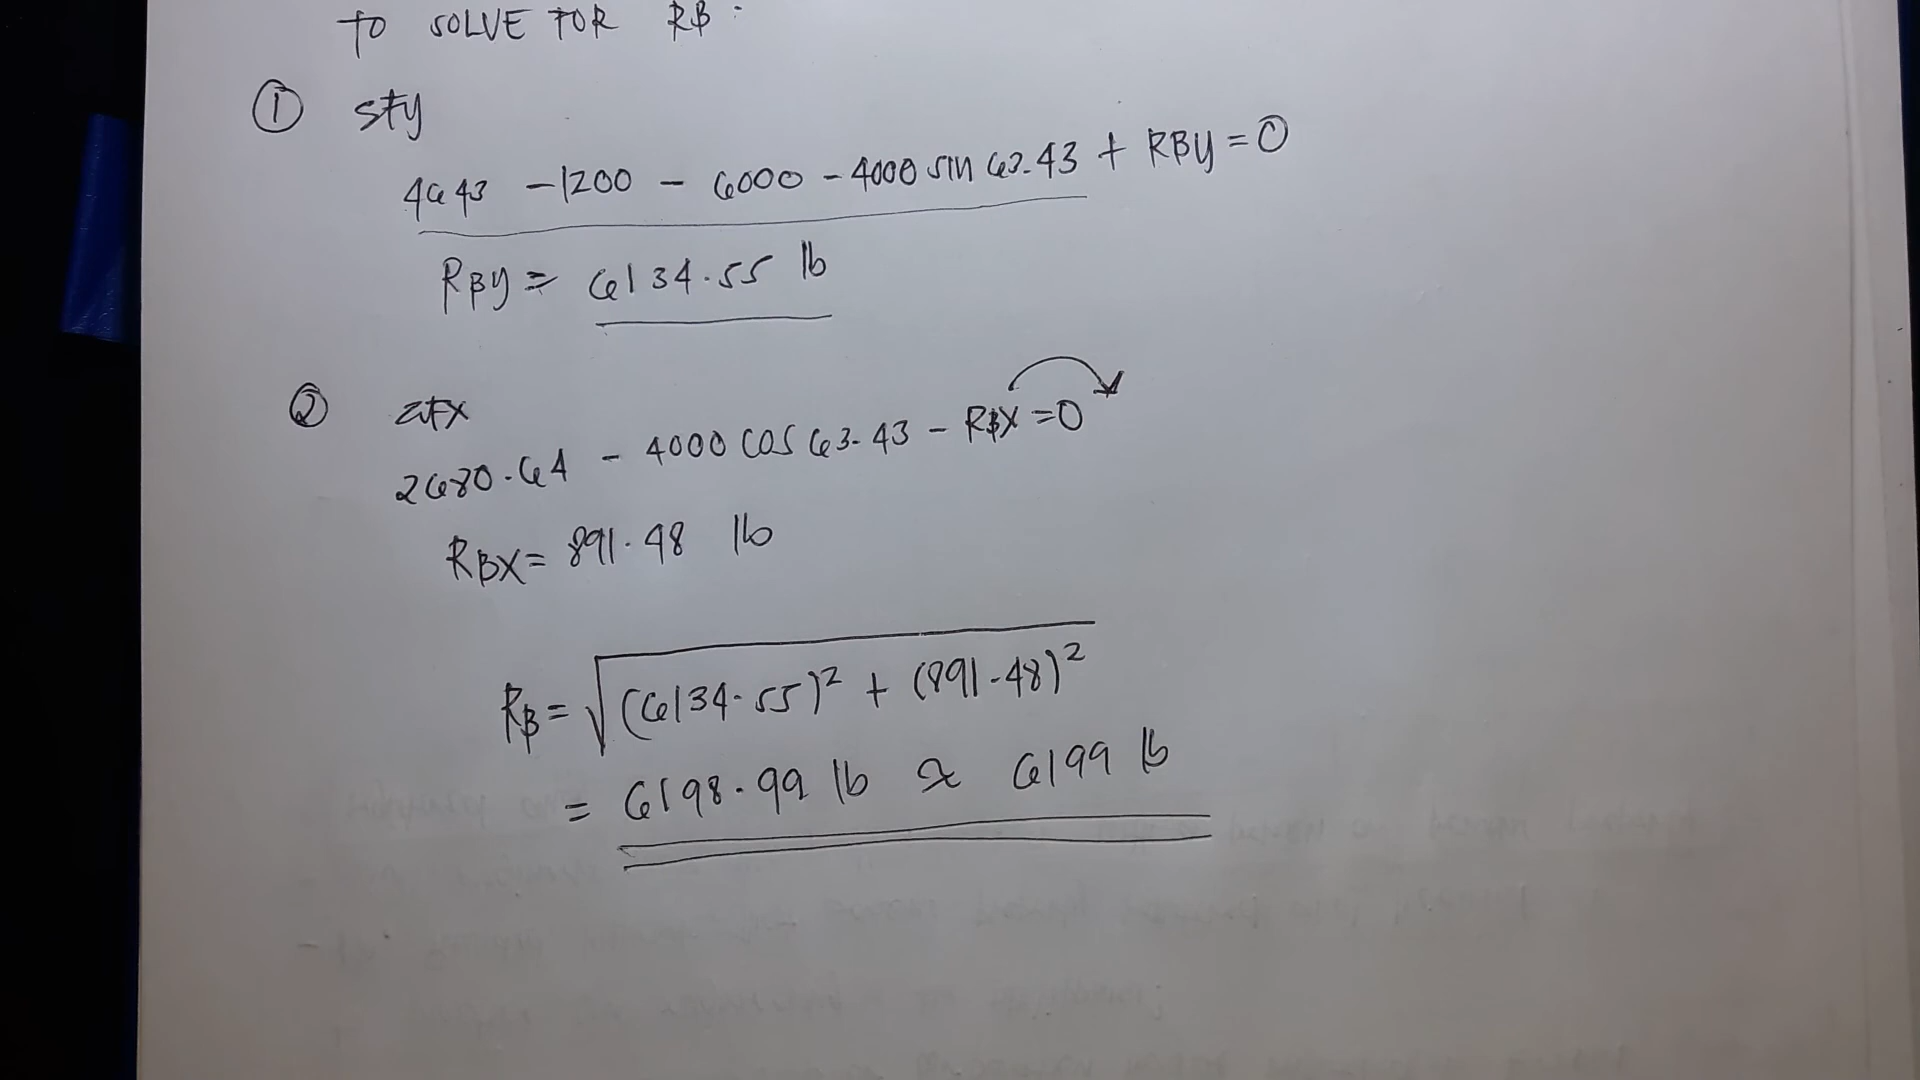 TO SOLVE FOR RB:
① ΣFy
4643 - 1200 - 6000 - 4000 sin 63.43 + RBY = 0
RBY = 6134.55 lb
② ΣFX
2680.64 - 4000 COS 63.43 - RBX = 0
RBX = 891.48 lb
RB = √(6134.55)² + (891.48)²
= 6198.99 lb ≈ 6199 lb